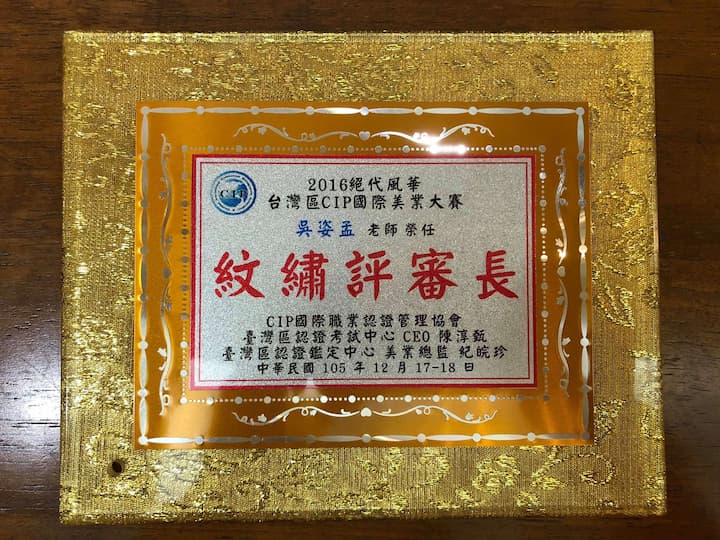 CIP
2016絕代風華
台灣區CIP國際美業大賽
吳姿孟 老師榮任
紋繡評審長
CIP國際職業認證管理協會
臺灣區認證考試中心 CEO 陳淳甄
臺灣區認證鑑定中心 美業總監 紀皖珍
中華民國 105 年 12 月 17-18 日